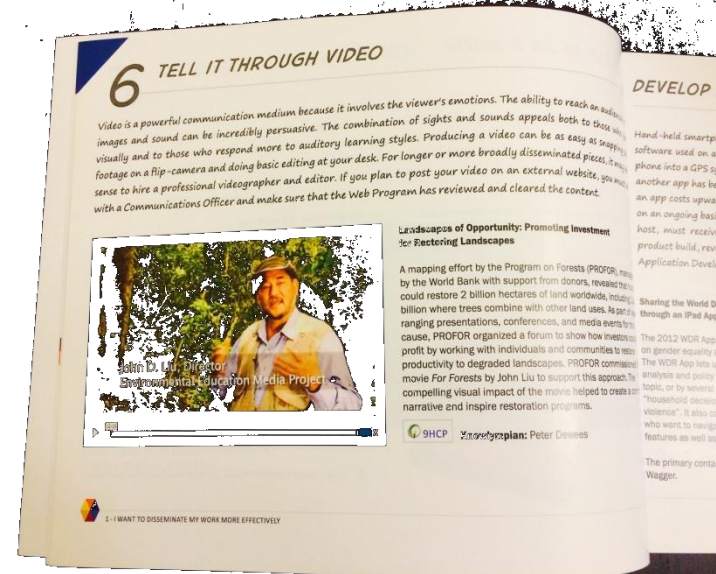 6 TELL IT THROUGH VIDEO
Video is a powerful communication medium because it involves the viewer's emotions. The ability to reach an
images and sound can be incredibly persuasive. The combination of sights and sounds appeals both to those
visually and to those who respond more to auditory learning styles. Producing a video can be as easy as
footage on a flip-camera and doing basic editing at your desk. For longer or more broadly disseminated pieces, it
sense to hire a professional videographer and editor. If you plan to post your video on an external website, you
with a Communications Officer and make sure that the Web Program has reviewed and cleared the content.
John D. Liu, Director
Environmental Education Media Project
Landscapes of Opportunity: Promoting Investment
for Restoring Landscapes
A mapping effort by the Program on Forests (PROFOR),
by the World Bank with support from donors, revealed that
could restore 2 billion hectares of land worldwide, including
billion where trees combine with other land uses. As part of
ranging presentations, conferences, and media events for
cause, PROFOR organized a forum to show how investors could
profit by working with individuals and communities to restore
productivity to degraded landscapes. PROFOR commissioned
movie For Forests by John Liu to support this approach. The
compelling visual impact of the movie helped to create a
narrative and inspire restoration programs.
9HCP Knowlympian: Peter Dewees
1 - I WANT TO DISSEMINATE MY WORK MORE EFFECTIVELY
DEVELOP
Hand-held
software used on a
phone into a GPS
another app has
an app costs
on an ongoing
host, must
product build,
Application
Sharing the World
through an iPad
The 2012 WDR App
on gender equality
The WDR App lets
analysis and policy
topic, or by several
"household
violence". It also
who want to
features as well as
The primary
Wagger.